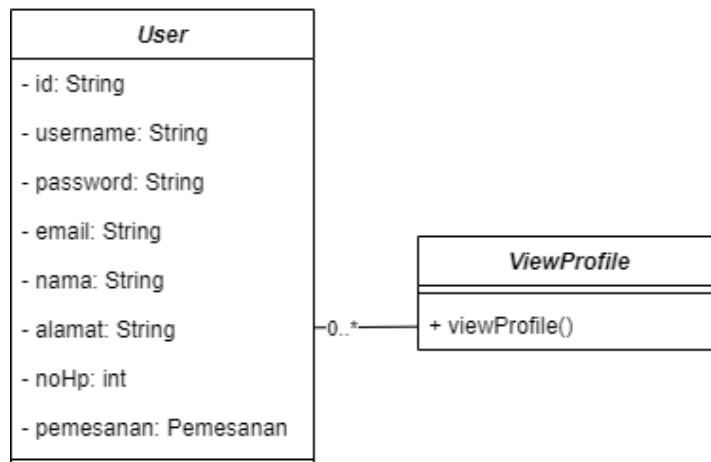 User
- id: String
- username: String
- password: String
- email: String
- nama: String
- alamat: String
- noHp: int
- pemesanan: Pemesanan
0..*
ViewProfile
+ viewProfile()